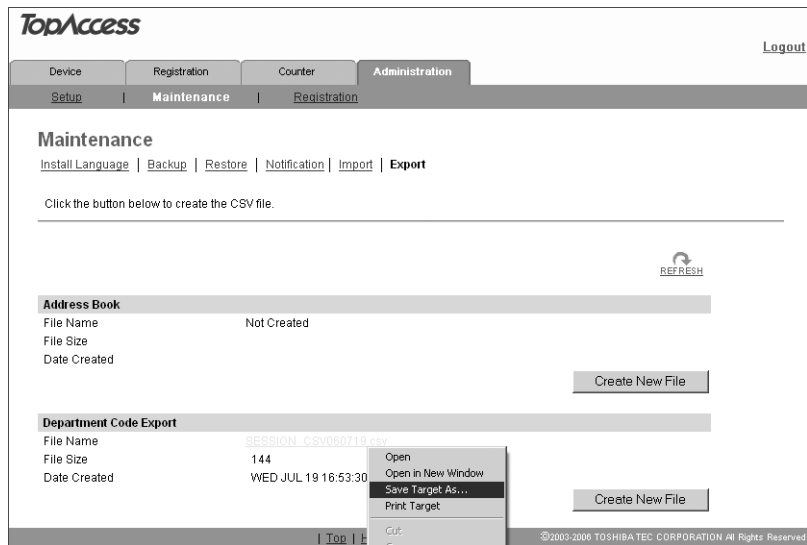 TopAccess
Logout
Device Registration Counter Administration
Setup | Maintenance | Registration
Maintenance
Install Language | Backup | Restore | Notification | Import | Export
Click the button below to create the CSV file.
REFRESH
Address Book
File Name Not Created
File Size
Date Created
Create New File
Department Code Export
File Name SESSION_CSV060719.csv
File Size 144
Date Created WED JUL 19 16:53:30
Create New File
Open
Open in New Window
Save Target As...
Print Target
Cut
| Top |
©2003-2006 TOSHIBA TEC CORPORATION All Rights Reserved